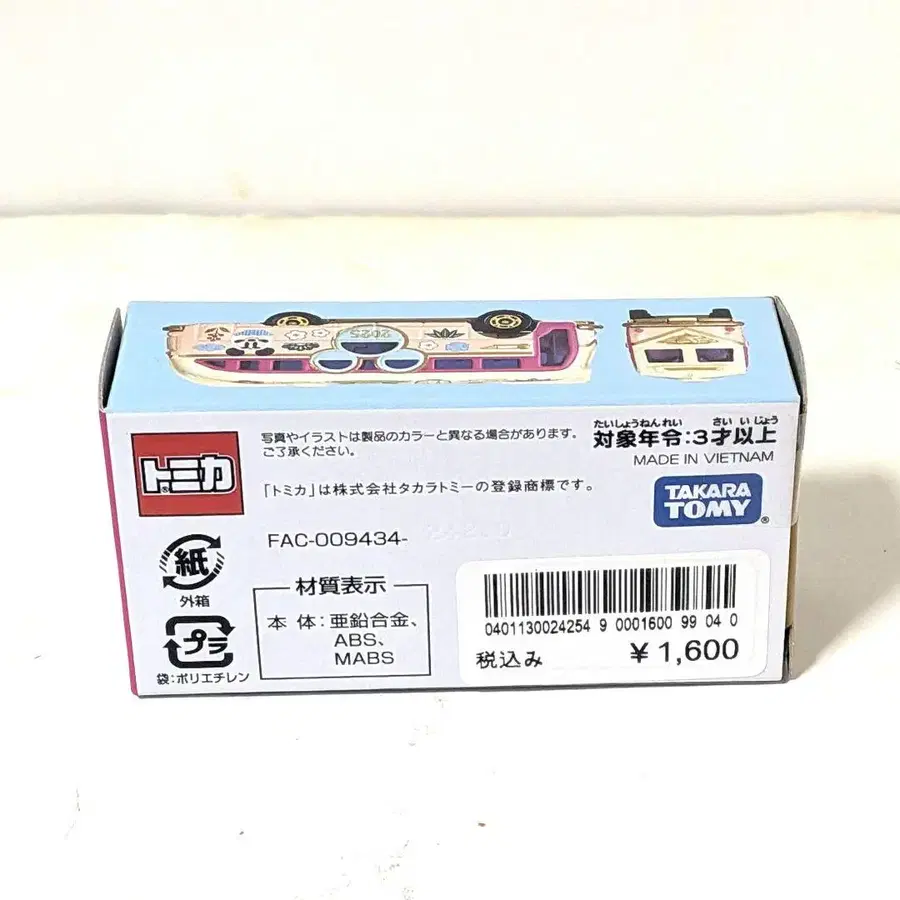 2025
トミカ
®
写真やイラストは製品のカラーと異なる場合があります。
ご了承ください。
「トミカ」は株式会社タカラトミーの登録商標です。
たいしょうねんれい さい いじょう
対象年令:3才以上
MADE IN VIETNAM
TAKARA
TOMY®
FAC-009434-
紙
外箱
プラ
袋:ポリエチレン
材質表示
本 体:亜鉛合金、
ABS、
MABS
0401130024254 9 0001600 99 04 0
税込み ¥1,600